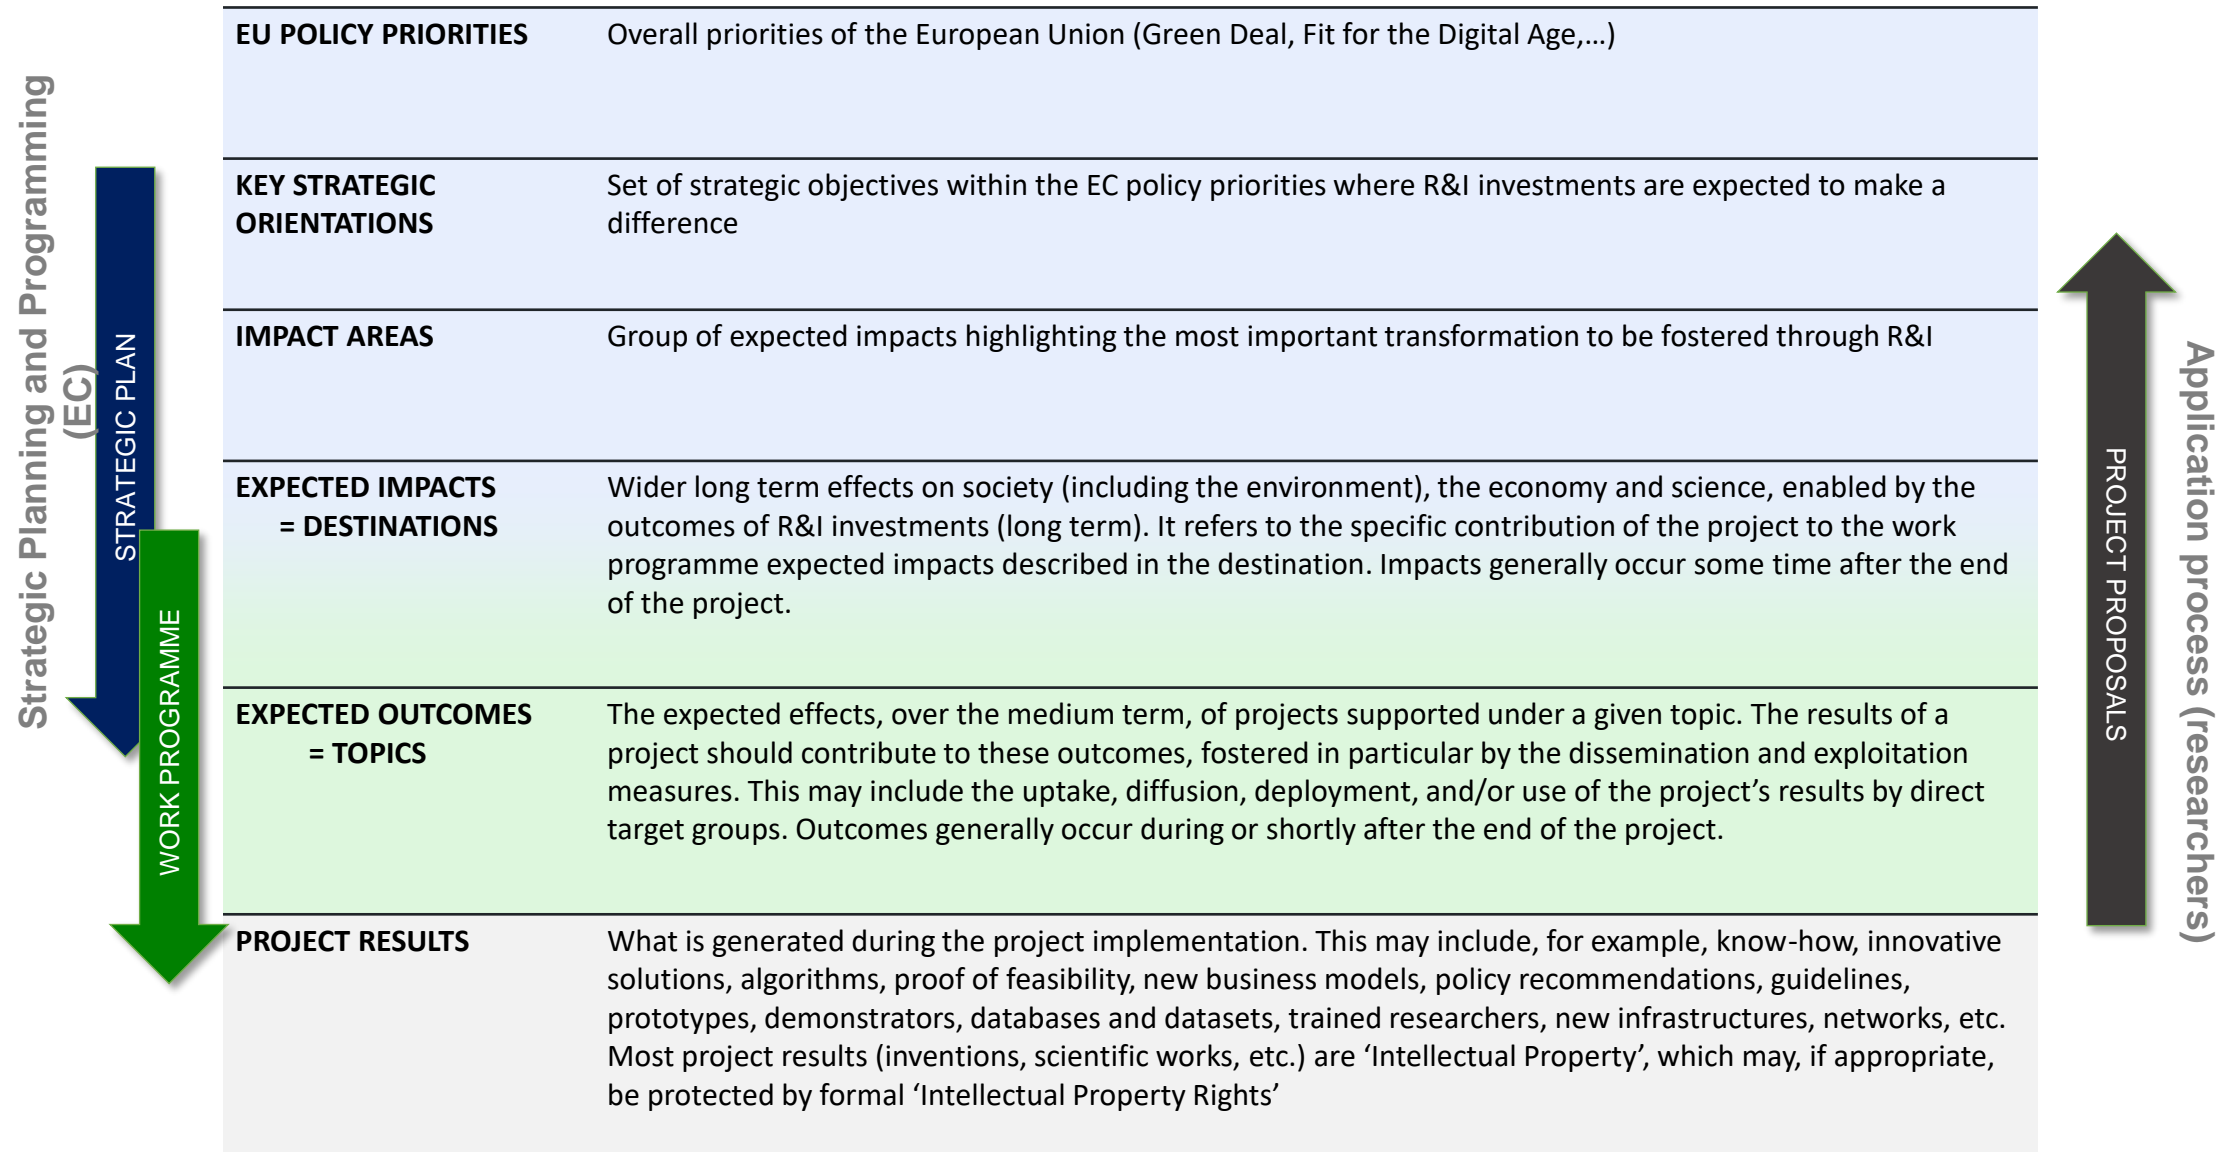 Strategic Planning and Programming
(EC)
STRATEGIC PLAN
WORK PROGRAMME
EU POLICY PRIORITIES
Overall priorities of the European Union (Green Deal, Fit for the Digital Age,...)
KEY STRATEGIC
ORIENTATIONS
Set of strategic objectives within the EC policy priorities where R&I investments are expected to make a
difference
IMPACT AREAS
Group of expected impacts highlighting the most important transformation to be fostered through R&I
EXPECTED IMPACTS
= DESTINATIONS
Wider long term effects on society (including the environment), the economy and science, enabled by the
outcomes of R&I investments (long term). It refers to the specific contribution of the project to the work
programme expected impacts described in the destination. Impacts generally occur some time after the end
of the project.
EXPECTED OUTCOMES
= TOPICS
The expected effects, over the medium term, of projects supported under a given topic. The results of a
project should contribute to these outcomes, fostered in particular by the dissemination and exploitation
measures. This may include the uptake, diffusion, deployment, and/or use of the project’s results by direct
target groups. Outcomes generally occur during or shortly after the end of the project.
PROJECT RESULTS
What is generated during the project implementation. This may include, for example, know-how, innovative
solutions, algorithms, proof of feasibility, new business models, policy recommendations, guidelines,
prototypes, demonstrators, databases and datasets, trained researchers, new infrastructures, networks, etc.
Most project results (inventions, scientific works, etc.) are ‘Intellectual Property’, which may, if appropriate,
be protected by formal ‘Intellectual Property Rights’
PROJECT PROPOSALS
Application process (researchers)